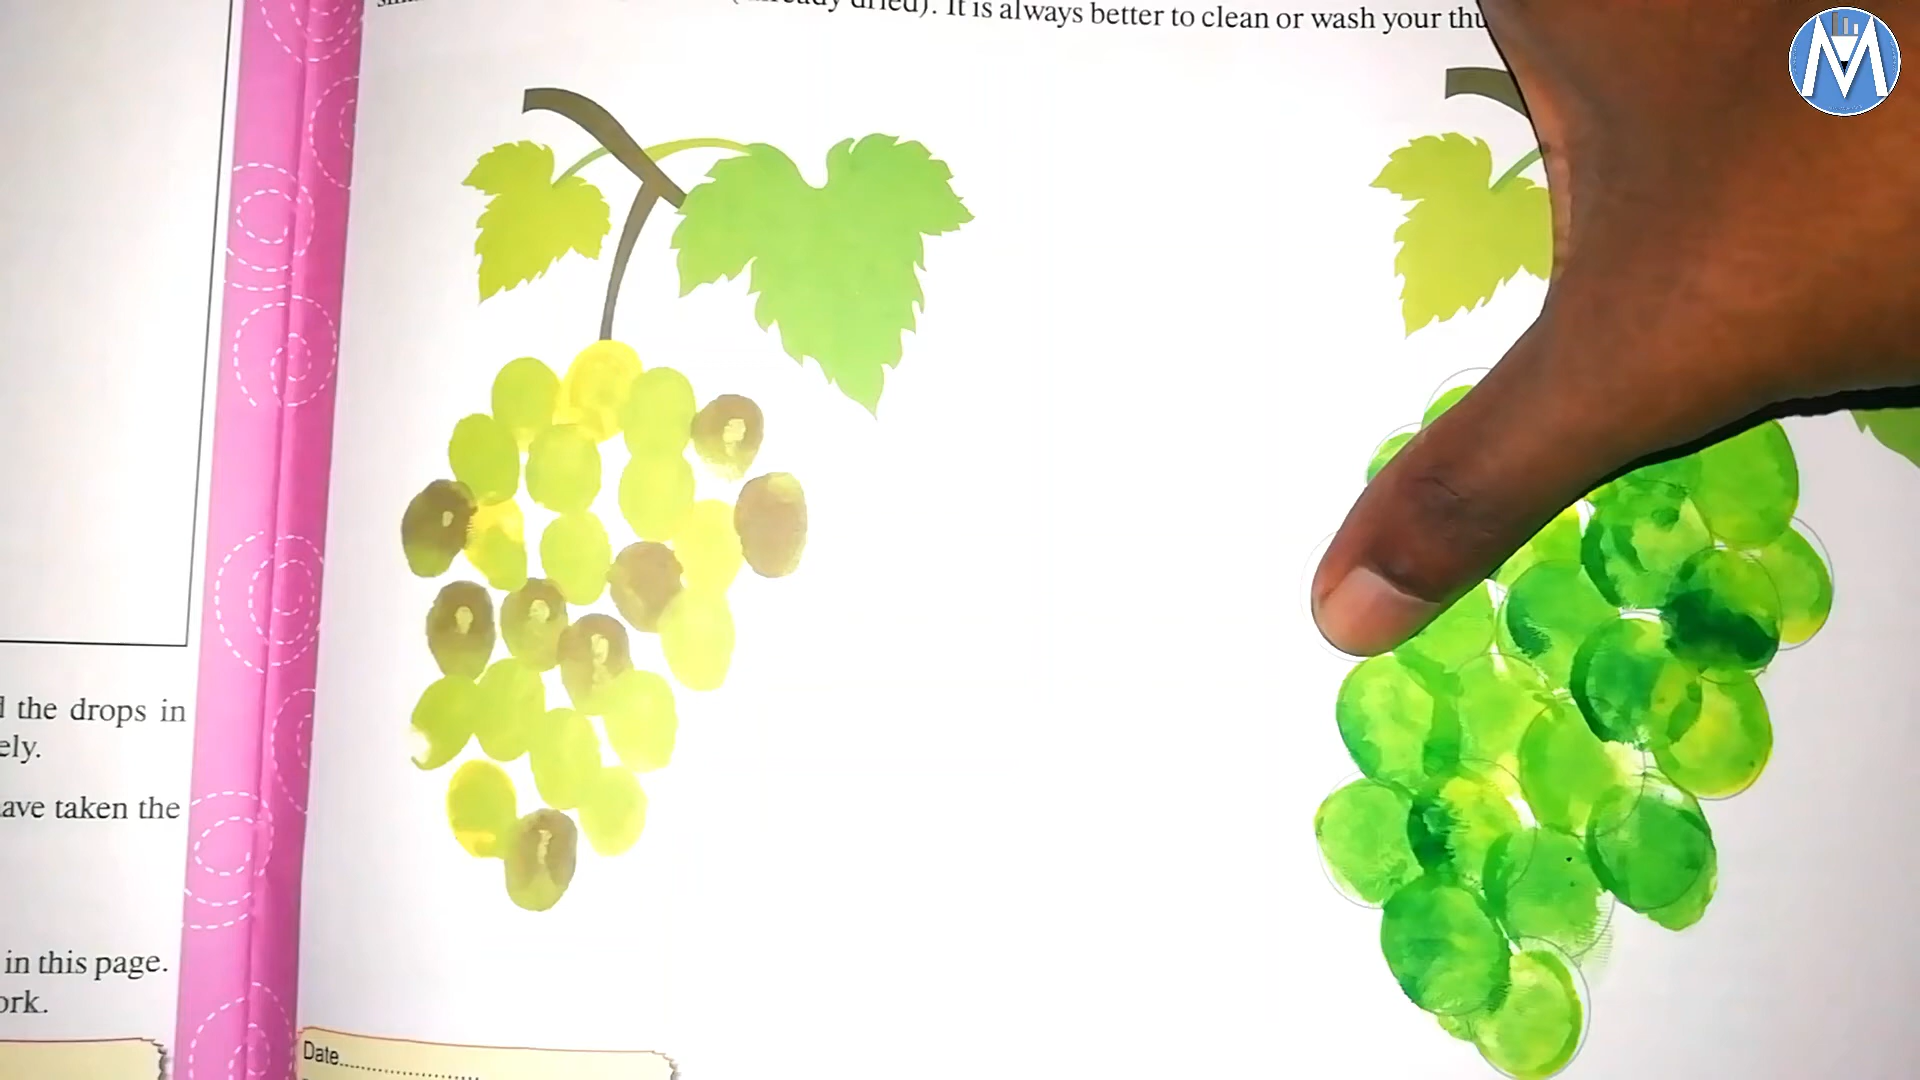 dried). It is always better to clean or wash your
the drops in
ely.
ave taken the
in this page.
ork.
Date
M